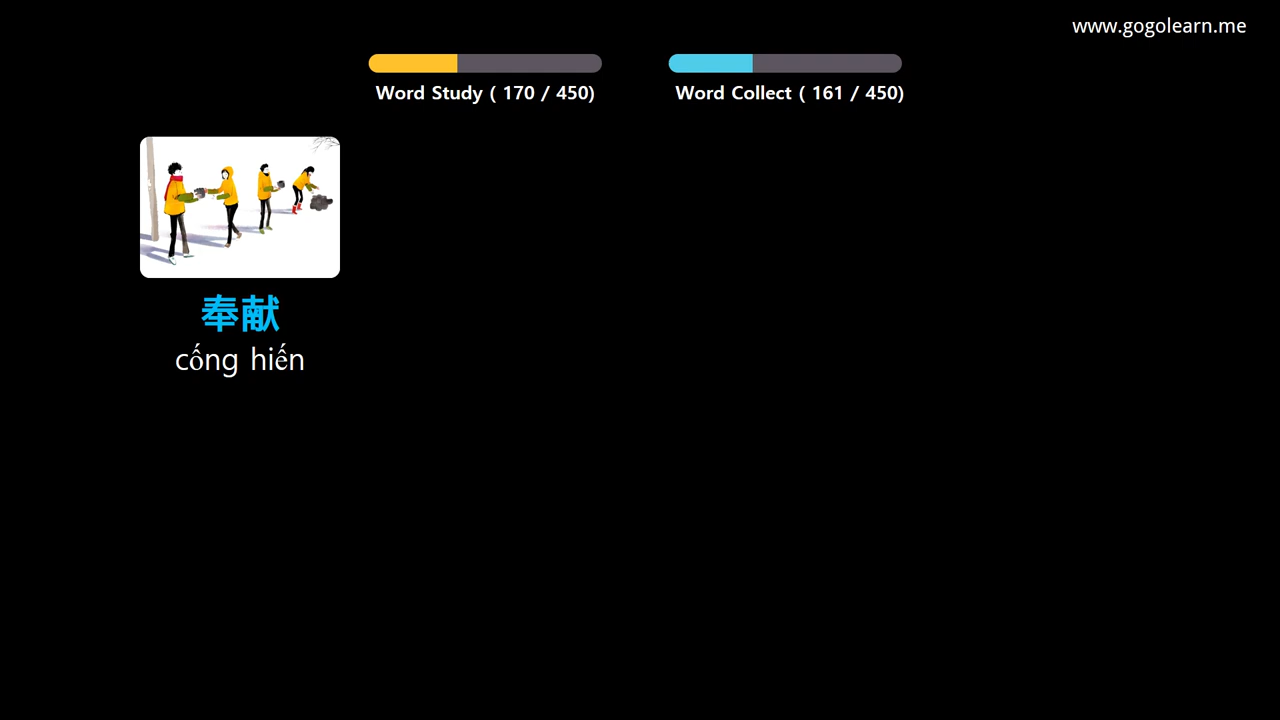 www.gogolearn.me
Word Study ( 170 / 450)
Word Collect ( 161 / 450)
奉献
cống hiến